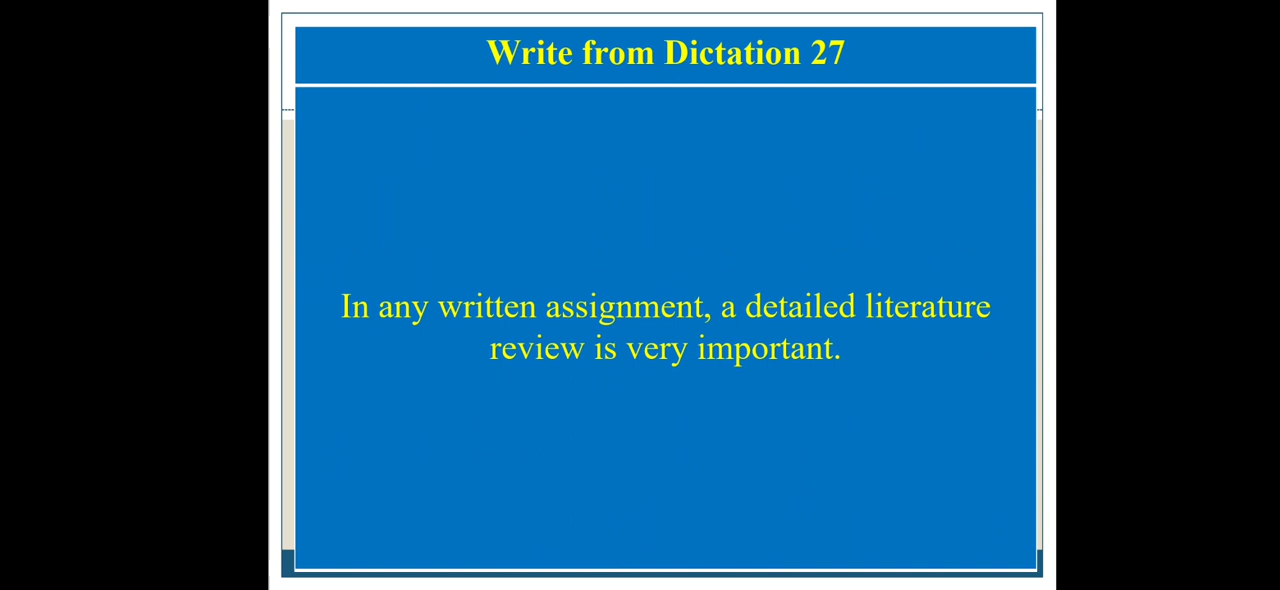 Write from Dictation 27
In any written assignment, a detailed literature
review is very important.